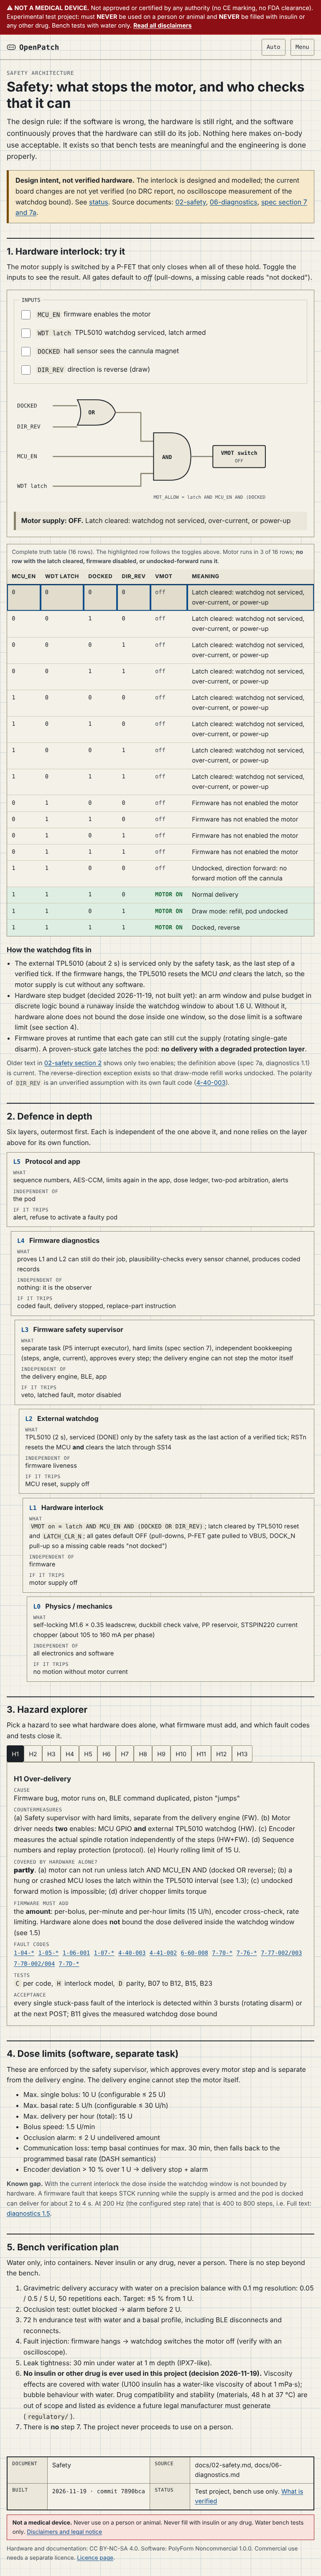 ⚠ NOT A MEDICAL DEVICE. Not approved or certified by any authority (no CE marking, no FDA clearance).
Experimental test project: must NEVER be used on a person or animal and NEVER be filled with insulin or
any other drug. Bench tests with water only. Read all disclaimers
OpenPatch
Auto
Menu
SAFETY ARCHITECTURE
Safety: what stops the motor, and who checks
that it can
The design rule: if the software is wrong, the hardware is still right, and the software
continuously proves that the hardware can still do its job. Nothing here makes on-body
use acceptable. It exists so that bench tests are meaningful and the engineering is done
properly.
Design intent, not verified hardware. The interlock is designed and modelled; the current
board changes are not yet verified (no DRC report, no oscilloscope measurement of the
watchdog bound). See status. Source documents: 02-safety, 06-diagnostics, spec section 7
and 7a.
1. Hardware interlock: try it
The motor supply is switched by a P-FET that only closes when all of these hold. Toggle the
inputs to see the result. All gates default to off (pull-downs, a missing cable reads "not docked").
INPUTS
MCU_EN firmware enables the motor
WDT latch TPL5010 watchdog serviced, latch armed
DOCKED hall sensor sees the cannula magnet
DIR_REV direction is reverse (draw)
DOCKED
OR
DIR_REV
MCU_EN
AND
VMOT switch
OFF
WDT latch
MOT_ALLOW = latch AND MCU_EN AND (DOCKED
Motor supply: OFF. Latch cleared: watchdog not serviced, over-current, or power-up
Complete truth table (16 rows). The highlighted row follows the toggles above. Motor runs in 3 of 16 rows; no
row with the latch cleared, firmware disabled, or undocked-forward runs it.
MCU_EN WDT LATCH DOCKED DIR_REV VMOT MEANING
0 0 0 0 off Latch cleared: watchdog not serviced,
over-current, or power-up
0 0 1 0 off Latch cleared: watchdog not serviced,
over-current, or power-up
0 0 0 1 off Latch cleared: watchdog not serviced,
over-current, or power-up
0 0 1 1 off Latch cleared: watchdog not serviced,
over-current, or power-up
1 0 0 0 off Latch cleared: watchdog not serviced,
over-current, or power-up
1 0 1 0 off Latch cleared: watchdog not serviced,
over-current, or power-up
1 0 0 1 off Latch cleared: watchdog not serviced,
over-current, or power-up
1 0 1 1 off Latch cleared: watchdog not serviced,
over-current, or power-up
0 1 0 0 off Firmware has not enabled the motor
0 1 1 0 off Firmware has not enabled the motor
0 1 0 1 off Firmware has not enabled the motor
0 1 1 1 off Firmware has not enabled the motor
1 1 0 0 off Undocked, direction forward: no
forward motion off the cannula
1 1 1 0 MOTOR ON Normal delivery
1 1 0 1 MOTOR ON Draw mode: refill, pod undocked
1 1 1 1 MOTOR ON Docked, reverse
How the watchdog fits in
• The external TPL5010 (about 2 s) is serviced only by the safety task, as the last step of a
verified tick. If the firmware hangs, the TPL5010 resets the MCU and clears the latch, so the
motor supply is cut without any software.
• Hardware step budget (decided 2026-11-19, not built yet): an arm window and pulse budget in
discrete logic bound a runaway inside the watchdog window to about 1.6 U. Without it,
hardware alone does not bound the dose inside one window, so the dose limit is a software
limit (see section 4).
• Firmware proves at runtime that each gate can still cut the supply (rotating single-gate
disarm). A proven-stuck gate latches the pod: no delivery with a degraded protection layer.
Older text in 02-safety section 2 shows only two enables; the definition above (spec 7a, diagnostics 1.1)
is current. The reverse-direction exception exists so that draw-mode refill works undocked. The polarity
of DIR_REV is an unverified assumption with its own fault code (4-40-003).
2. Defence in depth
Six layers, outermost first. Each is independent of the one above it, and none relies on the layer
above for its own function.
L5 Protocol and app
WHAT
sequence numbers, AES-CCM, limits again in the app, dose ledger, two-pod arbitration, alerts
INDEPENDENT OF
the pod
IF IT TRIPS
alert, refuse to activate a faulty pod
L4 Firmware diagnostics
WHAT
proves L1 and L2 can still do their job, plausibility-checks every sensor channel, produces coded
records
INDEPENDENT OF
nothing: it is the observer
IF IT TRIPS
coded fault, delivery stopped, replace-part instruction
L3 Firmware safety supervisor
WHAT
separate task (P5 interrupt executor), hard limits (spec section 7), independent bookkeeping
(steps, angle, current), approves every step; the delivery engine can not step the motor itself
INDEPENDENT OF
the delivery engine, BLE, app
IF IT TRIPS
veto, latched fault, motor disabled
L2 External watchdog
WHAT
TPL5010 (2 s), serviced (DONE) only by the safety task as the last action of a verified tick; RSTn
resets the MCU and clears the latch through SS14
INDEPENDENT OF
firmware liveness
IF IT TRIPS
MCU reset, supply off
L1 Hardware interlock
WHAT
VMOT on = latch AND MCU_EN AND (DOCKED OR DIR_REV); latch cleared by TPL5010 reset
and LATCH_CLR_N; all gates default OFF (pull-downs, P-FET gate pulled to VBUS, DOCK_N
pull-up so a missing cable reads "not docked")
INDEPENDENT OF
firmware
IF IT TRIPS
motor supply off
L0 Physics / mechanics
WHAT
self-locking M1.6 × 0.35 leadscrew, duckbill check valve, PP reservoir, STSPIN220 current
chopper (about 105 to 160 mA per phase)
INDEPENDENT OF
all electronics and software
IF IT TRIPS
no motion without motor current
3. Hazard explorer
Pick a hazard to see what hardware does alone, what firmware must add, and which fault codes
and tests close it.
H1 H2 H3 H4 H5 H6 H7 H8 H9 H10 H11 H12 H13
H1 Over-delivery
CAUSE
Firmware bug, motor runs on, BLE command duplicated, piston "jumps"
COUNTERMEASURES
(a) Safety supervisor with hard limits, separate from the delivery engine (FW). (b) Motor
driver needs two enables: MCU GPIO and external TPL5010 watchdog (HW). (c) Encoder
measures the actual spindle rotation independently of the steps (HW+FW). (d) Sequence
numbers and replay protection (protocol). (e) Hourly rolling limit of 15 U.
COVERED BY HARDWARE ALONE?
partly. (a) motor can not run unless latch AND MCU_EN AND (docked OR reverse); (b) a
hung or crashed MCU loses the latch within the TPL5010 interval (see 1.3); (c) undocked
forward motion is impossible; (d) driver chopper limits torque
FIRMWARE MUST ADD
the amount: per-bolus, per-minute and per-hour limits (15 U/h), encoder cross-check, rate
limiting. Hardware alone does not bound the dose delivered inside the watchdog window
(see 1.5)
FAULT CODES
1-04-* 1-05-* 1-06-001 1-07-* 4-40-003 4-41-002 6-60-008 7-70-* 7-76-* 7-77-002/003
7-7B-002/004 7-7D-*
TESTS
C per code, H interlock model, D parity, B07 to B12, B15, B23
ACCEPTANCE
every single stuck-pass fault of the interlock is detected within 3 boluses (rotating disarm) or
at the next POST; B11 gives the measured watchdog dose bound
4. Dose limits (software, separate task)
These are enforced by the safety supervisor, which approves every motor step and is separate
from the delivery engine. The delivery engine cannot step the motor itself.
• Max. single bolus: 10 U (configurable ≤ 25 U)
• Max. basal rate: 5 U/h (configurable ≤ 30 U/h)
• Max. delivery per hour (total): 15 U
• Bolus speed: 1.5 U/min
• Occlusion alarm: ≤ 2 U undelivered amount
• Communication loss: temp basal continues for max. 30 min, then falls back to the
programmed basal rate (DASH semantics)
• Encoder deviation > 10 % over 1 U → delivery stop + alarm
Known gap. With the current interlock the dose inside the watchdog window is not bounded by
hardware. A firmware fault that keeps STCK running while the supply is armed and the pod is docked
can deliver for about 2 to 4 s. At 200 Hz (the configured step rate) that is 400 to 800 steps, i.e. Full text:
diagnostics 1.5.
5. Bench verification plan
Water only, into containers. Never insulin or any other drug, never a person. There is no step beyond
the bench.
1. Gravimetric delivery accuracy with water on a precision balance with 0.1 mg resolution: 0.05
/ 0.5 / 5 U, 50 repetitions each. Target: ±5 % from 1 U.
2. Occlusion test: outlet blocked → alarm before 2 U.
3. 72 h endurance test with water and a basal profile, including BLE disconnects and
reconnects.
4. Fault injection: firmware hangs → watchdog switches the motor off (verify with an
oscilloscope).
5. Leak tightness: 30 min under water at 1 m depth (IPX7-like).
6. No insulin or other drug is ever used in this project (decision 2026-11-19). Viscosity
effects are covered with water (U100 insulin has a water-like viscosity of about 1 mPa·s);
bubble behaviour with water. Drug compatibility and stability (materials, 48 h at 37 °C) are
out of scope and listed as evidence a future legal manufacturer must generate
(regulatory/).
7. There is no step 7. The project never proceeds to use on a person.
DOCUMENT Safety SOURCE docs/02-safety.md, docs/06-
diagnostics.md
BUILT 2026-11-19 · commit 7890bca STATUS Test project, bench use only. What is
verified
Not a medical device. Never use on a person or animal. Never fill with insulin or any drug. Water bench tests
only. Disclaimers and legal notice
Hardware and documentation: CC BY-NC-SA 4.0. Software: PolyForm Noncommercial 1.0.0. Commercial use
needs a separate licence. Licence page.